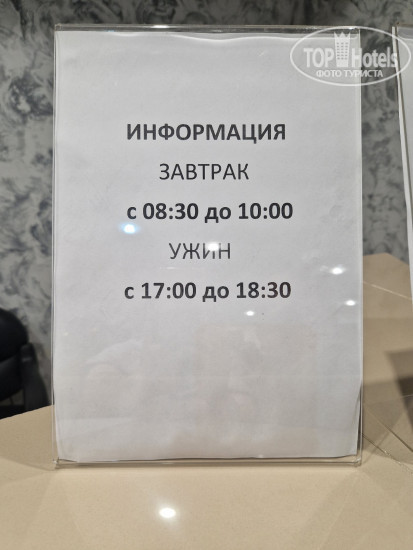 TOP Hotels
ФОТО ТУРИСТА
ИНФОРМАЦИЯ
ЗАВТРАК
с 08:30 до 10:00
УЖИН
с 17:00 до 18:30